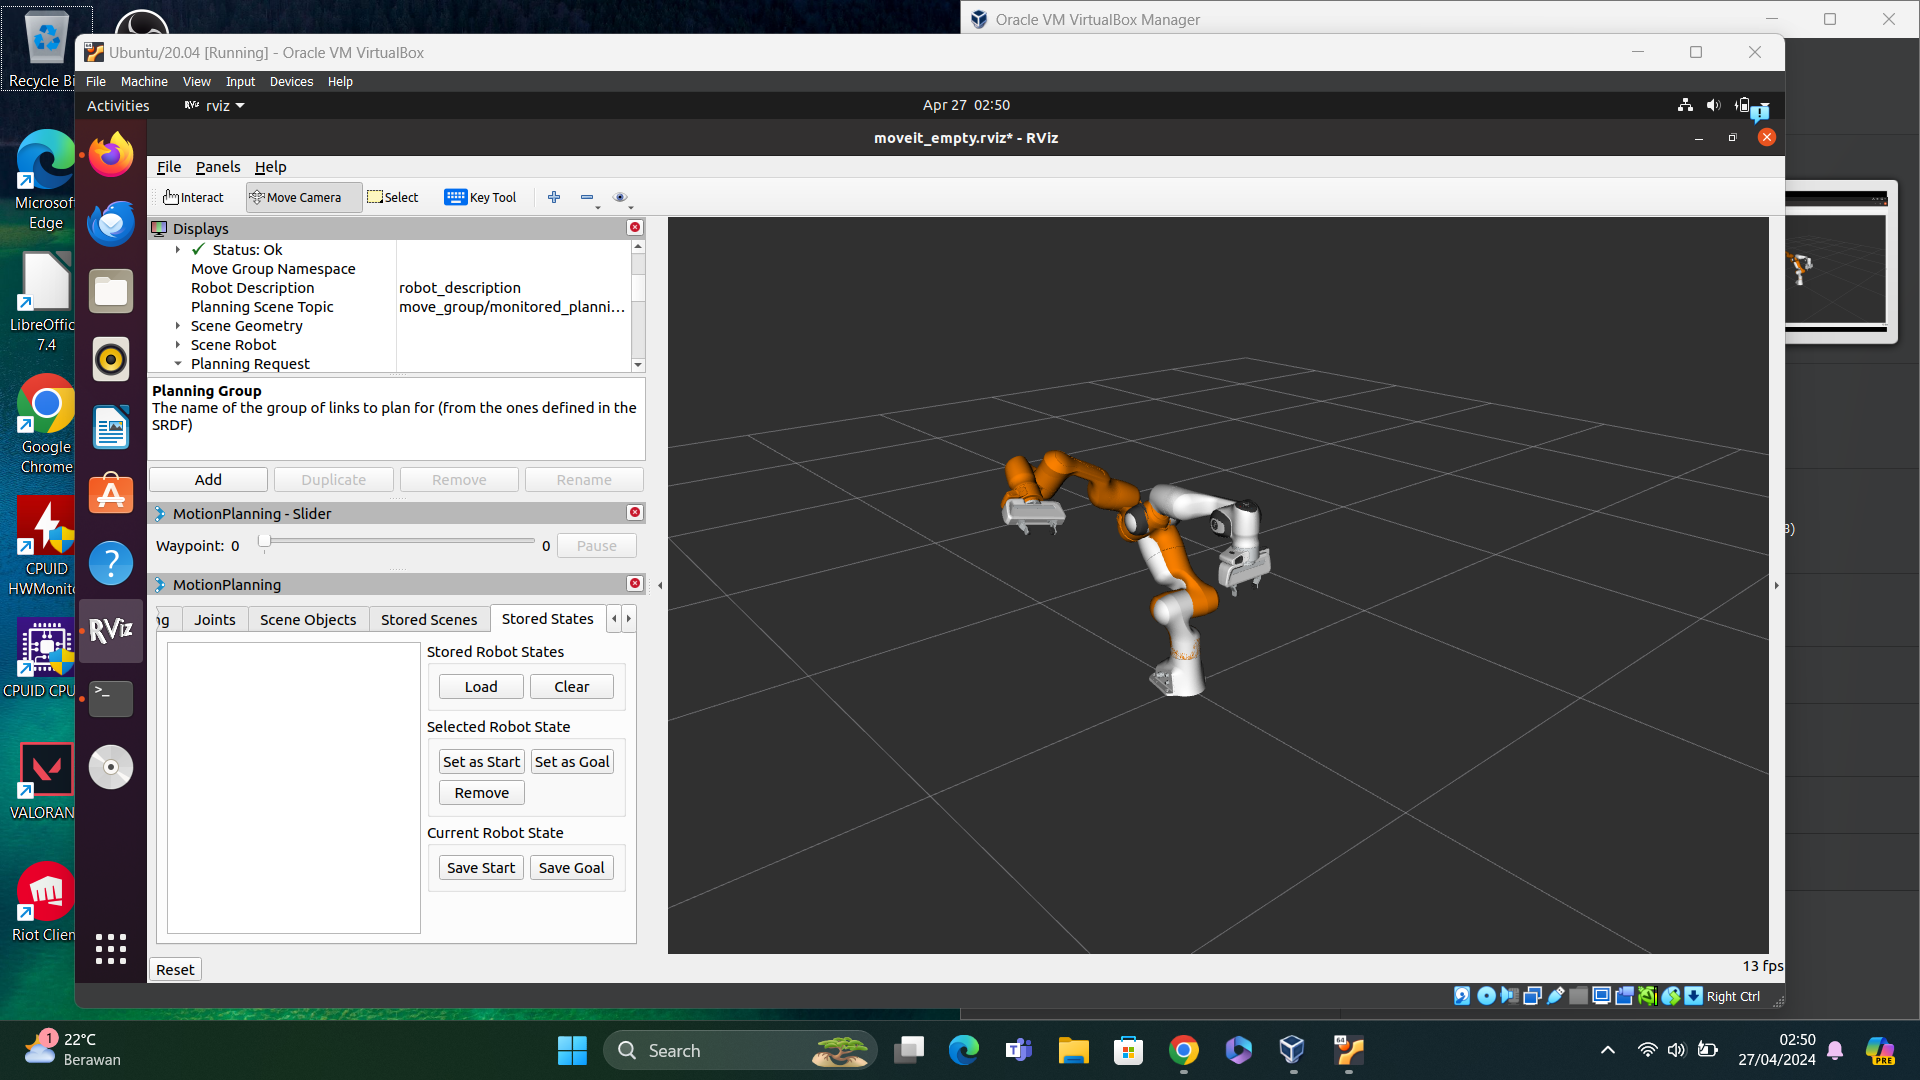 Oracle VM VirtualBox Manager
Recycle Bi
Ubuntu/20.04 [Running] - Oracle VM VirtualBox
File Machine View Input Devices Help
Activities RViz rviz Apr 27 02:50
moveit_empty.rviz* - RViz
File Panels Help
Interact Move Camera Select Key Tool
Displays
Status: Ok
Move Group Namespace
Robot Description robot_description
Planning Scene Topic move_group/monitored_planni...
Scene Geometry
Scene Robot
Planning Request
Planning Group
The name of the group of links to plan for (from the ones defined in the
SRDF)
Add Duplicate Remove Rename
MotionPlanning - Slider
Waypoint: 0 0 Pause
MotionPlanning
ng Joints Scene Objects Stored Scenes Stored States
Stored Robot States
Load Clear
Selected Robot State
Set as Start Set as Goal
Remove
Current Robot State
Save Start Save Goal
Reset
13 fps
Right Ctrl
Microsof
Edge
LibreOffic
7.4
Google
Chrome
CPUID
HWMonit
CPUID CPU
VALORAN
Riot Clien
RViz
3)
1 22°C
Berawan
Search
64
02:50
27/04/2024
PRE